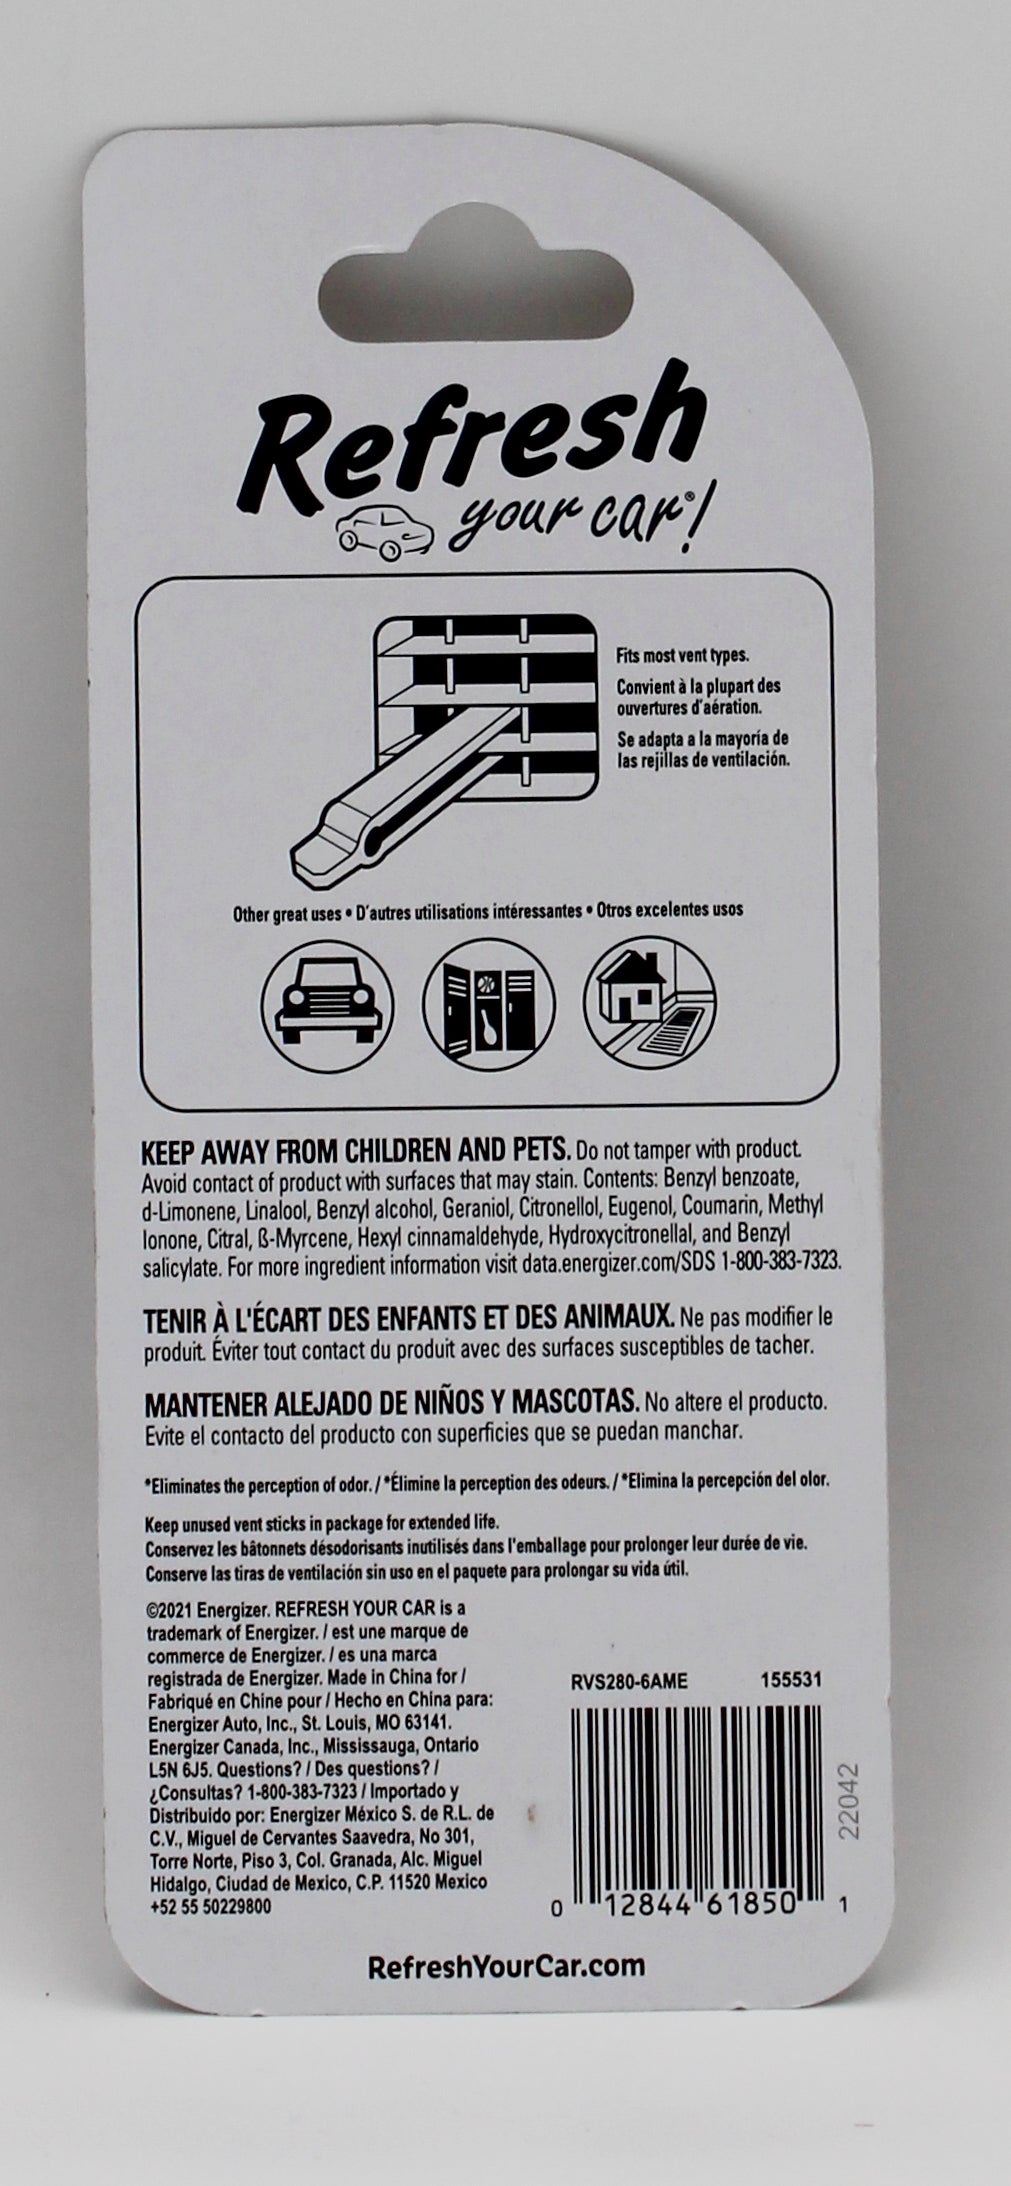 Refresh
your car®!
Fits most vent types.
Convient à la plupart des
ouvertures d'aération.
Se adapta a la mayoría de
las rejillas de ventilación.
Other great uses • D'autres utilisations intéressantes • Otros excelentes usos
KEEP AWAY FROM CHILDREN AND PETS. Do not tamper with product.
Avoid contact of product with surfaces that may stain. Contents: Benzyl benzoate,
d-Limonene, Linalool, Benzyl alcohol, Geraniol, Citronellol, Eugenol, Coumarin, Methyl
Ionone, Citral, ß-Myrcene, Hexyl cinnamaldehyde, Hydroxycitronellal, and Benzyl
salicylate. For more ingredient information visit data.energizer.com/SDS 1-800-383-7323.
TENIR À L'ÉCART DES ENFANTS ET DES ANIMAUX. Ne pas modifier le
produit. Éviter tout contact du produit avec des surfaces susceptibles de tacher.
MANTENER ALEJADO DE NIÑOS Y MASCOTAS. No altere el producto.
Evite el contacto del producto con superficies que se puedan manchar.
*Eliminates the perception of odor. / *Élimine la perception des odeurs. / *Elimina la percepción del olor.
Keep unused vent sticks in package for extended life.
Conservez les bâtonnets désodorisants inutilisés dans l'emballage pour prolonger leur durée de vie.
Conserve las tiras de ventilación sin uso en el paquete para prolongar su vida útil.
©2021 Energizer. REFRESH YOUR CAR is a
trademark of Energizer. / est une marque de
commerce de Energizer. / es una marca
registrada de Energizer. Made in China for /
Fabriqué en Chine pour / Hecho en China para:
Energizer Auto, Inc., St. Louis, MO 63141.
Energizer Canada, Inc., Mississauga, Ontario
L5N 6J5. Questions? / Des questions? /
¿Consultas? 1-800-383-7323 / Importado y
Distribuido por: Energizer México S. de R.L. de
C.V., Miguel de Cervantes Saavedra, No 301,
Torre Norte, Piso 3, Col. Granada, Alc. Miguel
Hidalgo, Ciudad de Mexico, C.P. 11520 Mexico
+52 55 50229800
RVS280-6AME 155531
22042
0 12844 61850 1
RefreshYourCar.com